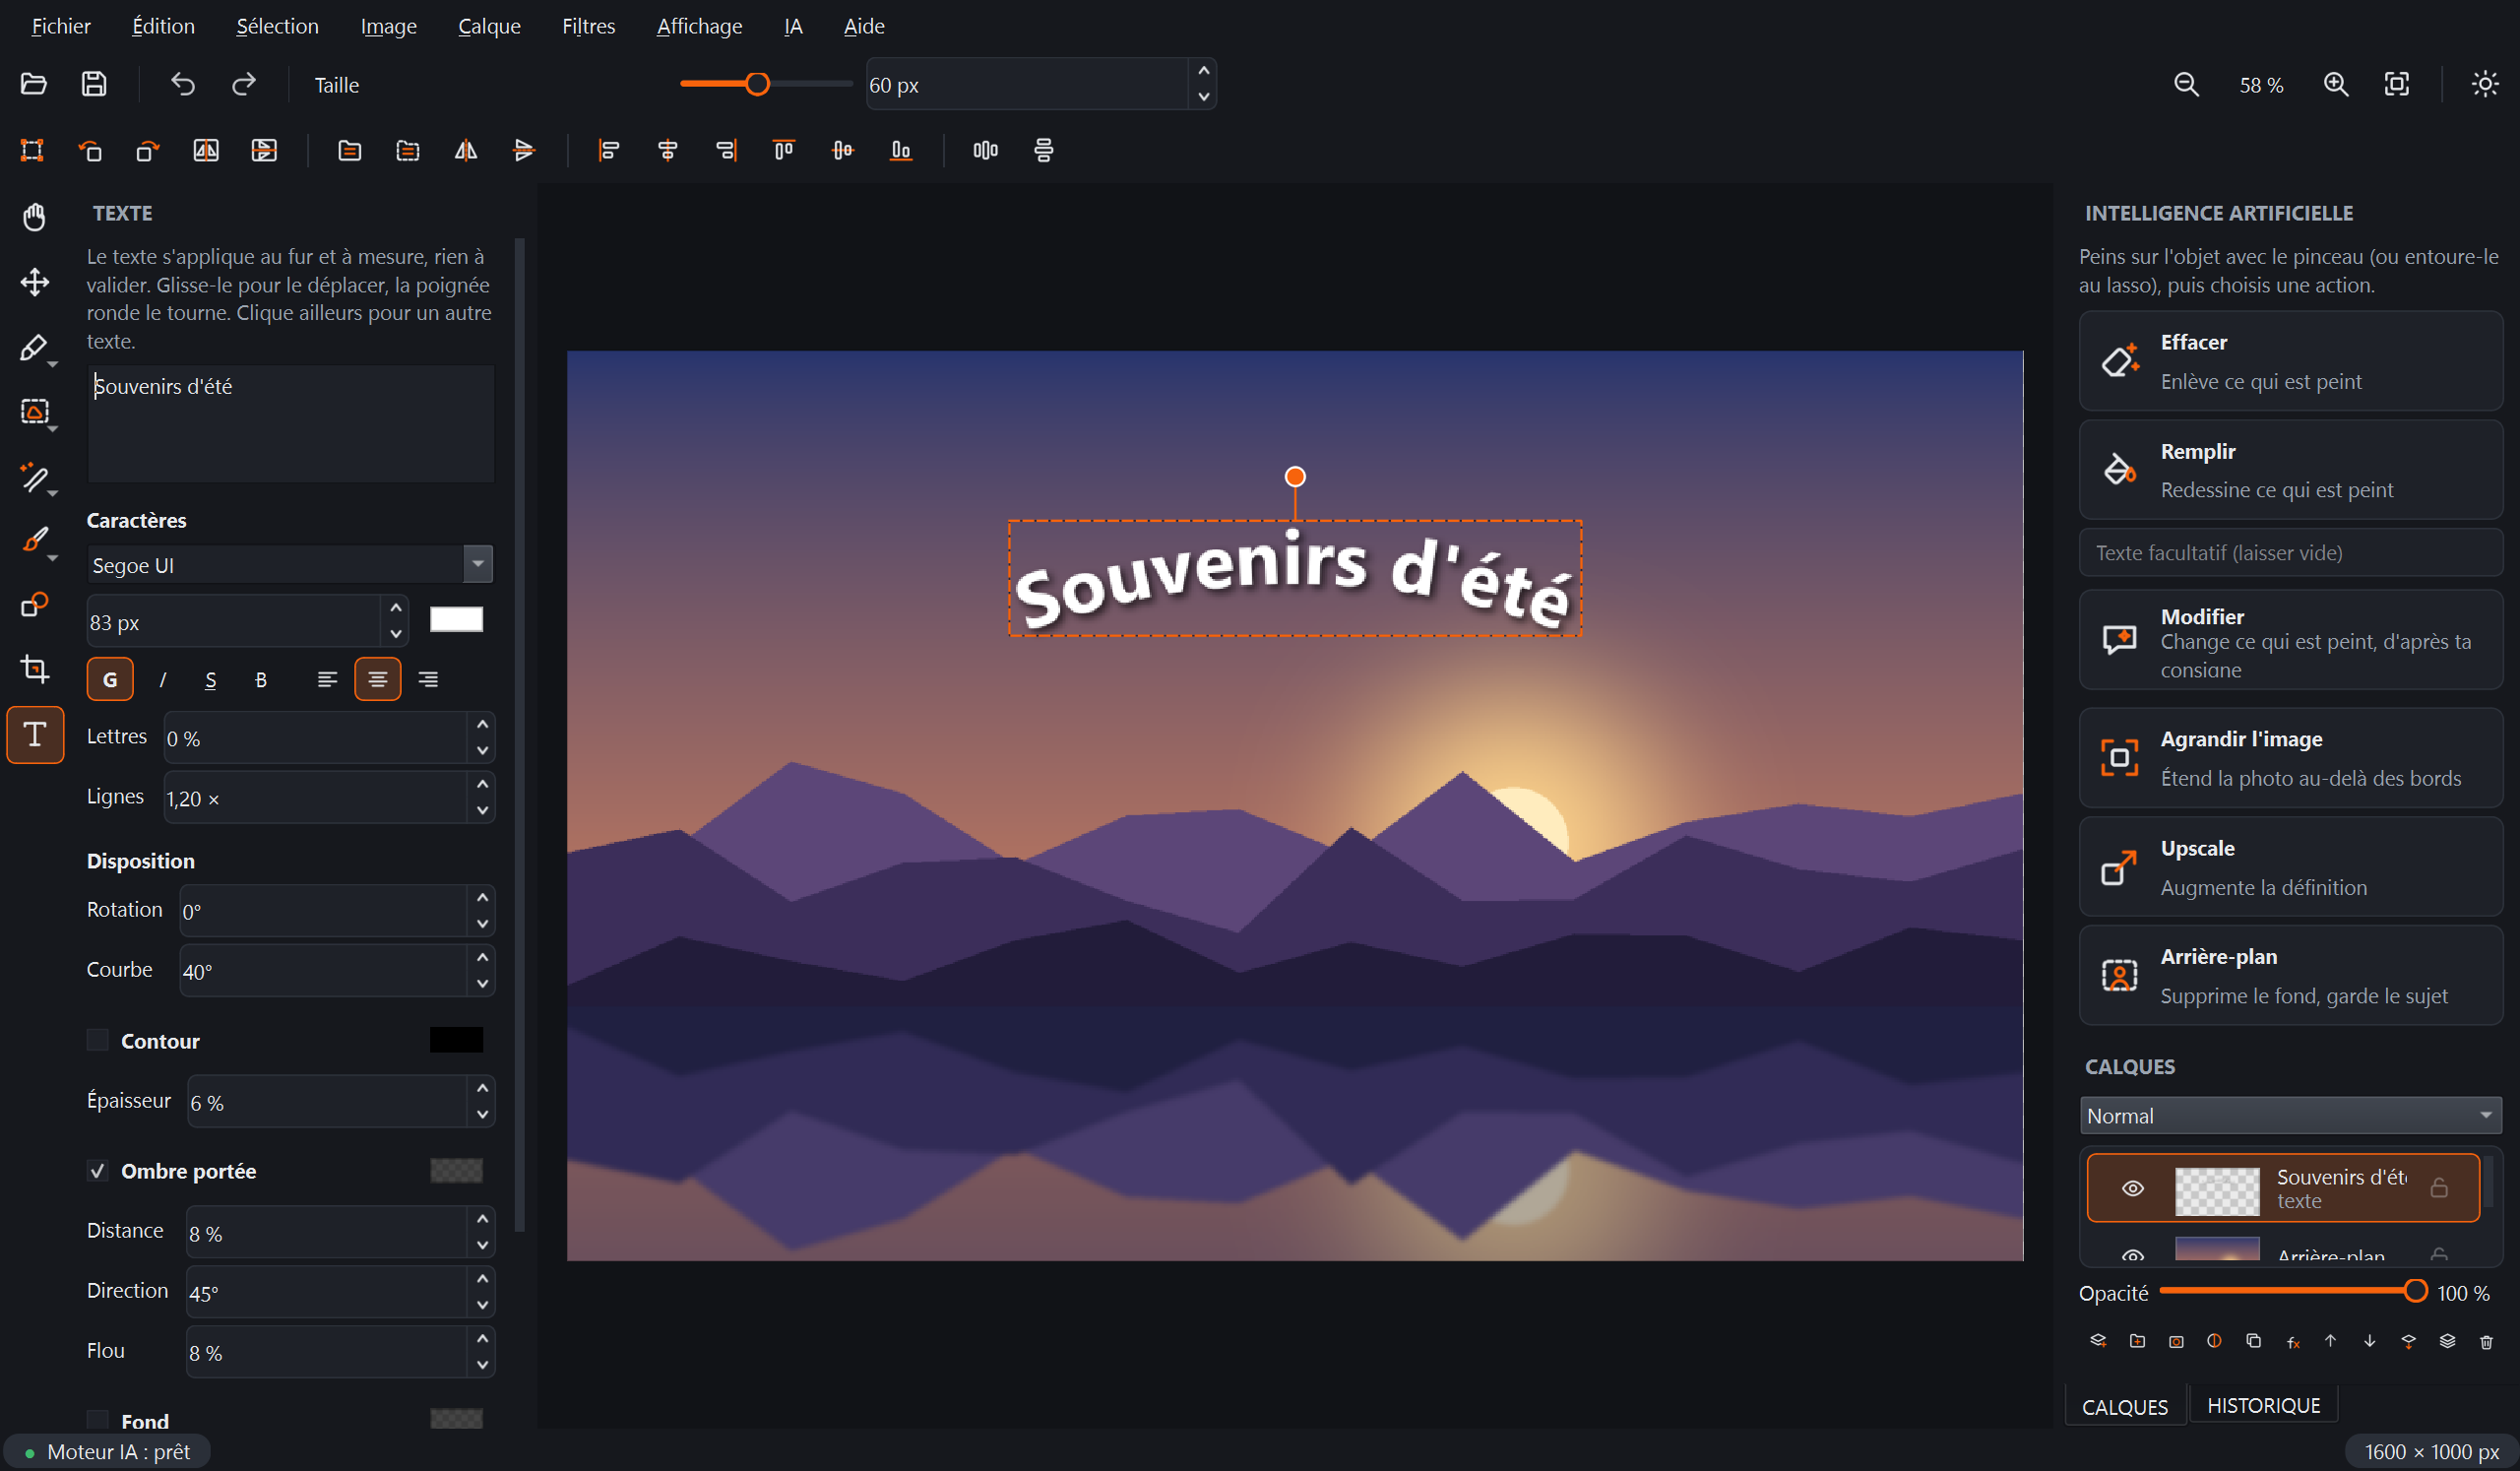 Fichier Édition Sélection Image Calque Filtres Affichage IA Aide
Taille 60 px 58 %
TEXTE
Le texte s'applique au fur et à mesure, rien à
valider. Glisse-le pour le déplacer, la poignée
ronde le tourne. Clique ailleurs pour un autre
texte.
Souvenirs d'été
Caractères
Segoe UI
83 px
G I S B
Lettres 0 %
Lignes 1,20 ×
Disposition
Rotation 0°
Courbe 40°
Contour
Épaisseur 6 %
Ombre portée
Distance 8 %
Direction 45°
Flou 8 %
Fond
Moteur IA : prêt
Souvenirs d'été
INTELLIGENCE ARTIFICIELLE
Peins sur l'objet avec le pinceau (ou entoure-le
au lasso), puis choisis une action.
Effacer
Enlève ce qui est peint
Remplir
Redessine ce qui est peint
Texte facultatif (laisser vide)
Modifier
Change ce qui est peint, d'après ta
consigne
Agrandir l'image
Étend la photo au-delà des bords
Upscale
Augmente la définition
Arrière-plan
Supprime le fond, garde le sujet
CALQUES
Normal
Souvenirs d'ét
texte
Arrière-plan
Opacité 100 %
fx
CALQUES HISTORIQUE
1600 × 1000 px